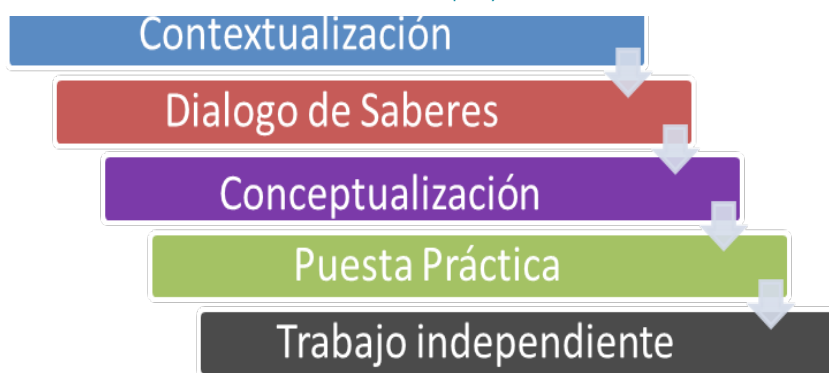 Contextualización
Dialogo de Saberes
Conceptualización
Puesta Práctica
Trabajo independiente